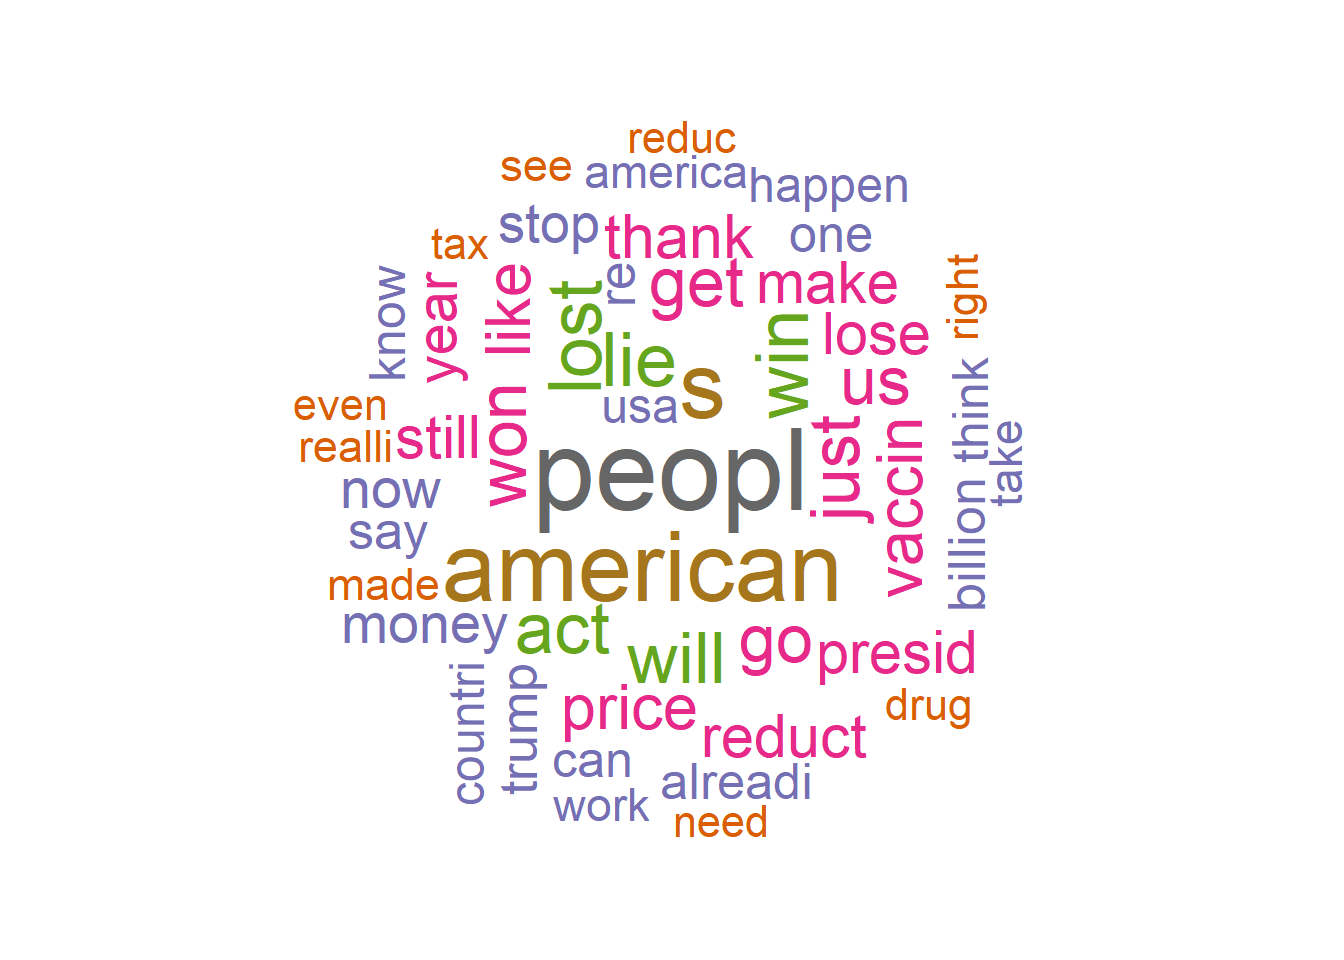 reduc
see
america
happen
stop
thank
one
tax
know
year
like
lost
re
get
make
right
lie
s
win
lose
us
even
usa
realli
still
won
peopl
just
vaccin
think
take
now
say
billion
american
made
money
act
will
go
presid
countri
trump
price
reduct
drug
can
alreadi
work
need